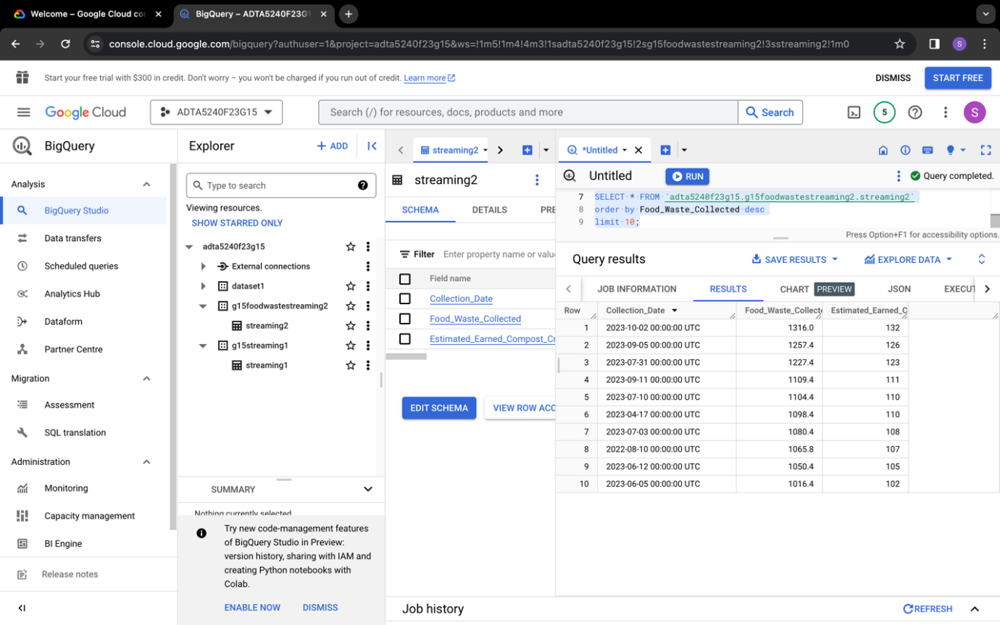 Welcome – Google Cloud co
BigQuery – ADTA5240F23G1
console.cloud.google.com/bigquery?authuser=1&project=adta5240f23g15&ws=!1m5!1m4!4m3!1sadta5240f23g15!2sg15foodwastestreaming2!3sstreaming2!1m0
S
Start your free trial with $300 in credit. Don't worry – you won't be charged if you run out of credit. Learn more
DISMISS
START FREE
Google Cloud
ADTA5240F23G15
Search (/) for resources, docs, products and more
Search
5
S
BigQuery
Analysis
BigQuery Studio
Data transfers
Scheduled queries
Analytics Hub
Dataform
Partner Centre
Migration
Assessment
SQL translation
Administration
Monitoring
Capacity management
BI Engine
Release notes
Explorer
+ ADD
Type to search
Viewing resources.
SHOW STARRED ONLY
adta5240f23g15
External connections
dataset1
g15foodwastestreaming2
streaming2
g15streaming1
streaming1
SUMMARY
Nothing currently selected
Try new code-management features
of BigQuery Studio in Preview:
version history, sharing with IAM and
creating Python notebooks with
Colab.
ENABLE NOW
DISMISS
streaming2
streaming2
SCHEMA
DETAILS
PRE
Filter
Enter property name or value
Field name
Collection_Date
Food_Waste_Collected
Estimated_Earned_Compost_Cr
EDIT SCHEMA
VIEW ROW ACC
*Untitled
Untitled
RUN
Query completed.
7 SELECT * FROM `adta5240f23g15.g15foodwastestreaming2.streaming2`
8 order by Food_Waste_Collected desc
9 limit 10;
Press Option+F1 for accessibility options.
Query results
SAVE RESULTS
EXPLORE DATA
JOB INFORMATION
RESULTS
CHART PREVIEW
JSON
EXECUT
Row Collection_Date Food_Waste_Collecte Estimated_Earned_C
1 2023-10-02 00:00:00 UTC 1316.0 132
2 2023-09-05 00:00:00 UTC 1257.4 126
3 2023-07-31 00:00:00 UTC 1227.4 123
4 2023-09-11 00:00:00 UTC 1109.4 111
5 2023-07-10 00:00:00 UTC 1104.4 110
6 2023-04-17 00:00:00 UTC 1098.4 110
7 2023-07-03 00:00:00 UTC 1080.4 108
8 2022-08-10 00:00:00 UTC 1065.8 107
9 2023-06-12 00:00:00 UTC 1050.4 105
10 2023-06-05 00:00:00 UTC 1016.4 102
Job history
REFRESH